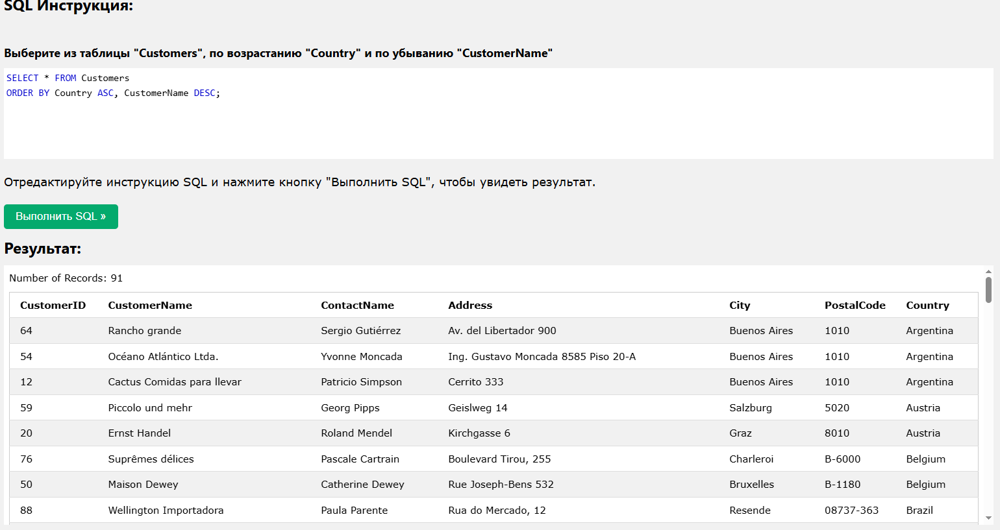 SQL Инструкция:
Выберите из таблицы "Customers", по возрастанию "Country" и по убыванию "CustomerName"
SELECT * FROM Customers
ORDER BY Country ASC, CustomerName DESC;
Отредактируйте инструкцию SQL и нажмите кнопку "Выполнить SQL", чтобы увидеть результат.
Выполнить SQL »
Результат:
Number of Records: 91
CustomerID CustomerName ContactName Address City PostalCode Country
64 Rancho grande Sergio Gutiérrez Av. del Libertador 900 Buenos Aires 1010 Argentina
54 Océano Atlántico Ltda. Yvonne Moncada Ing. Gustavo Moncada 8585 Piso 20-A Buenos Aires 1010 Argentina
12 Cactus Comidas para llevar Patricio Simpson Cerrito 333 Buenos Aires 1010 Argentina
59 Piccolo und mehr Georg Pipps Geislweg 14 Salzburg 5020 Austria
20 Ernst Handel Roland Mendel Kirchgasse 6 Graz 8010 Austria
76 Suprêmes délices Pascale Cartrain Boulevard Tirou, 255 Charleroi B-6000 Belgium
50 Maison Dewey Catherine Dewey Rue Joseph-Bens 532 Bruxelles B-1180 Belgium
88 Wellington Importadora Paula Parente Rua do Mercado, 12 Resende 08737-363 Brazil